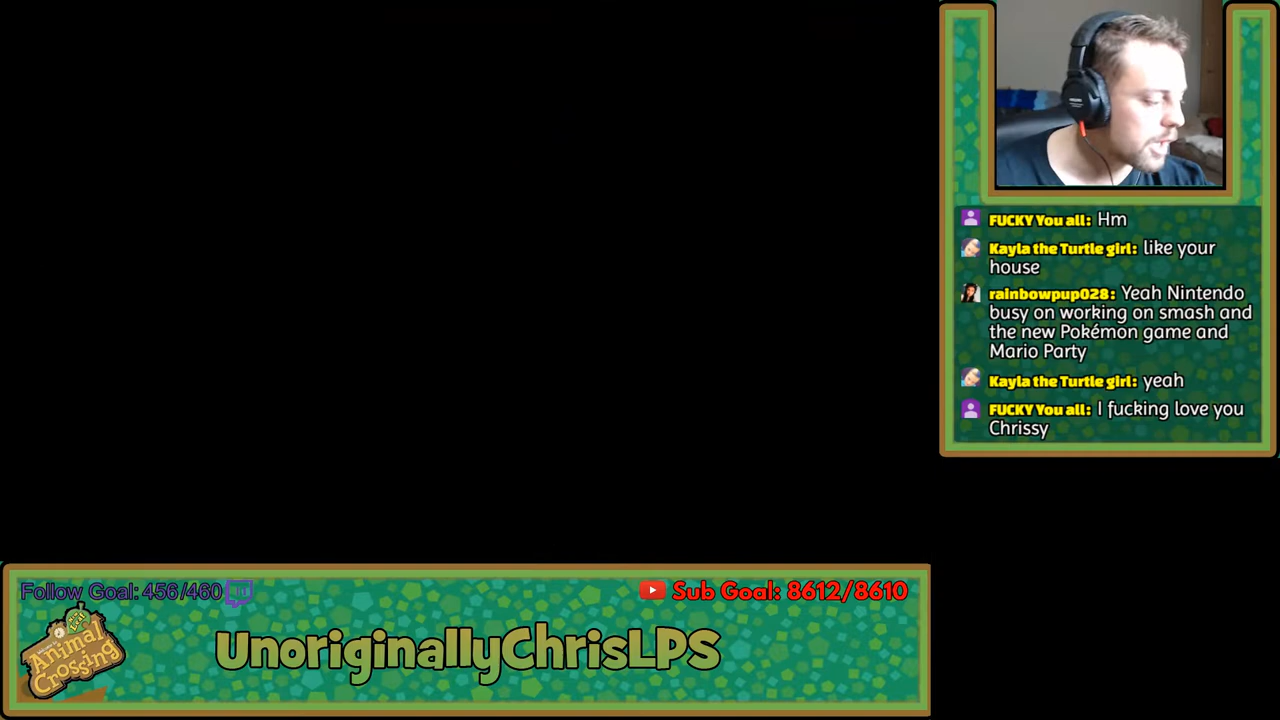 FUCKY You all: Hm
Kayla the Turtle girl: like your
house
rainbowpup028: Yeah Nintendo
busy on working on smash and
the new Pokémon game and
Mario Party
Kayla the Turtle girl: yeah
FUCKY You all: I fucking love you
Chrissy
Follow Goal: 456/460
Sub Goal: 8612/8610
Animal
Crossing
UnoriginallyChrisLPS